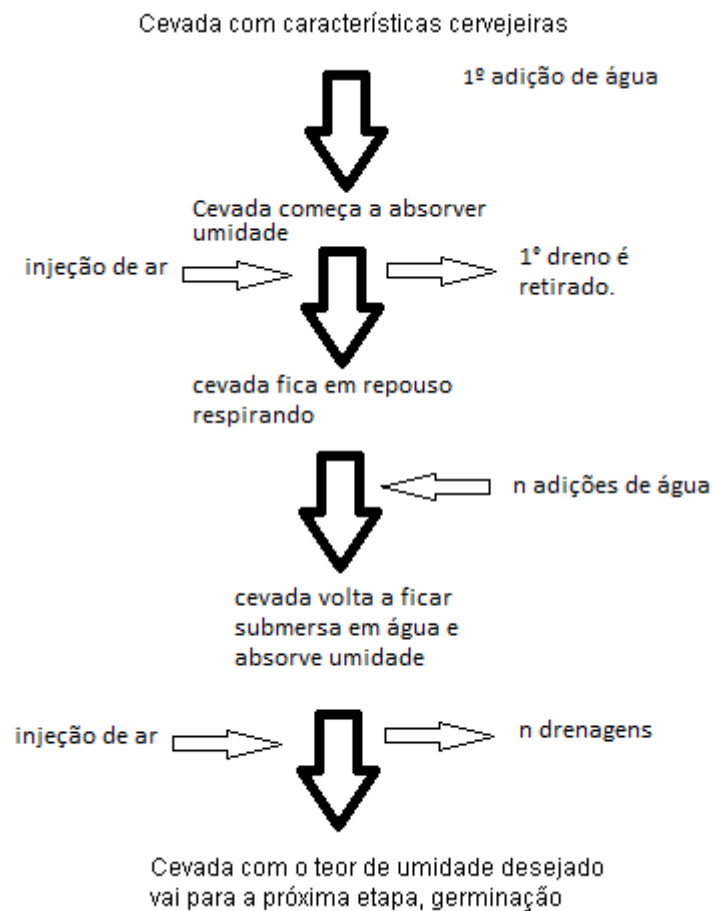 Cevada com características cervejeiras
1º adição de água
Cevada começa a absorver
umidade
injeção de ar
1° dreno é
retirado.
cevada fica em repouso
respirando
n adições de água
cevada volta a ficar
submersa em água e
absorve umidade
injeção de ar
n drenagens
Cevada com o teor de umidade desejado
vai para a próxima etapa, germinação